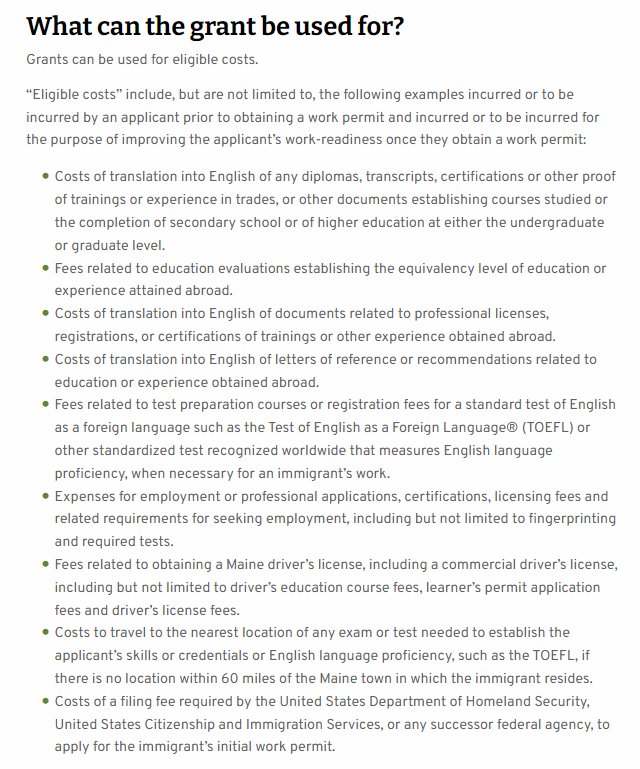 What can the grant be used for?
Grants can be used for eligible costs.
“Eligible costs” include, but are not limited to, the following examples incurred or to be
incurred by an applicant prior to obtaining a work permit and incurred or to be incurred for
the purpose of improving the applicant’s work-readiness once they obtain a work permit:
• Costs of translation into English of any diplomas, transcripts, certifications or other proof
of trainings or experience in trades, or other documents establishing courses studied or
the completion of secondary school or of higher education at either the undergraduate
or graduate level.
• Fees related to education evaluations establishing the equivalency level of education or
experience attained abroad.
• Costs of translation into English of documents related to professional licenses,
registrations, or certifications of trainings or other experience obtained abroad.
• Costs of translation into English of letters of reference or recommendations related to
education or experience obtained abroad.
• Fees related to test preparation courses or registration fees for a standard test of English
as a foreign language such as the Test of English as a Foreign Language® (TOEFL) or
other standardized test recognized worldwide that measures English language
proficiency, when necessary for an immigrant’s work.
• Expenses for employment or professional applications, certifications, licensing fees and
related requirements for seeking employment, including but not limited to fingerprinting
and required tests.
• Fees related to obtaining a Maine driver’s license, including a commercial driver’s license,
including but not limited to driver’s education course fees, learner’s permit application
fees and driver’s license fees.
• Costs to travel to the nearest location of any exam or test needed to establish the
applicant’s skills or credentials or English language proficiency, such as the TOEFL, if
there is no location within 60 miles of the Maine town in which the immigrant resides.
• Costs of a filing fee required by the United States Department of Homeland Security,
United States Citizenship and Immigration Services, or any successor federal agency, to
apply for the immigrant’s initial work permit.